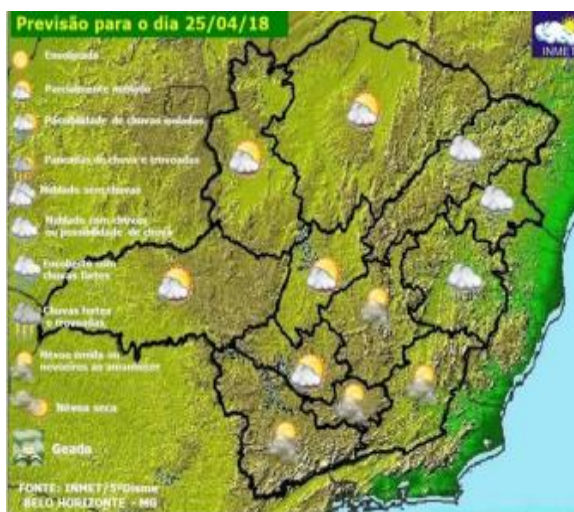 Previsão para o dia 25/04/18
INMET
Ensolarado
Parcialmente nublado
Possibilidade de chuvas isoladas
Pancadas de chuva e trovoadas
Nublado sem chuvas
Nublado com chuvas
ou possibilidade de chuva
Encoberto com
chuvas fortes
Chuvas fortes
e trovoadas
Névoa úmida ou
nevoeiros ao amanhecer
Névoa seca
Geada
FONTE: INMET/5ºDisme
BELO HORIZONTE - MG